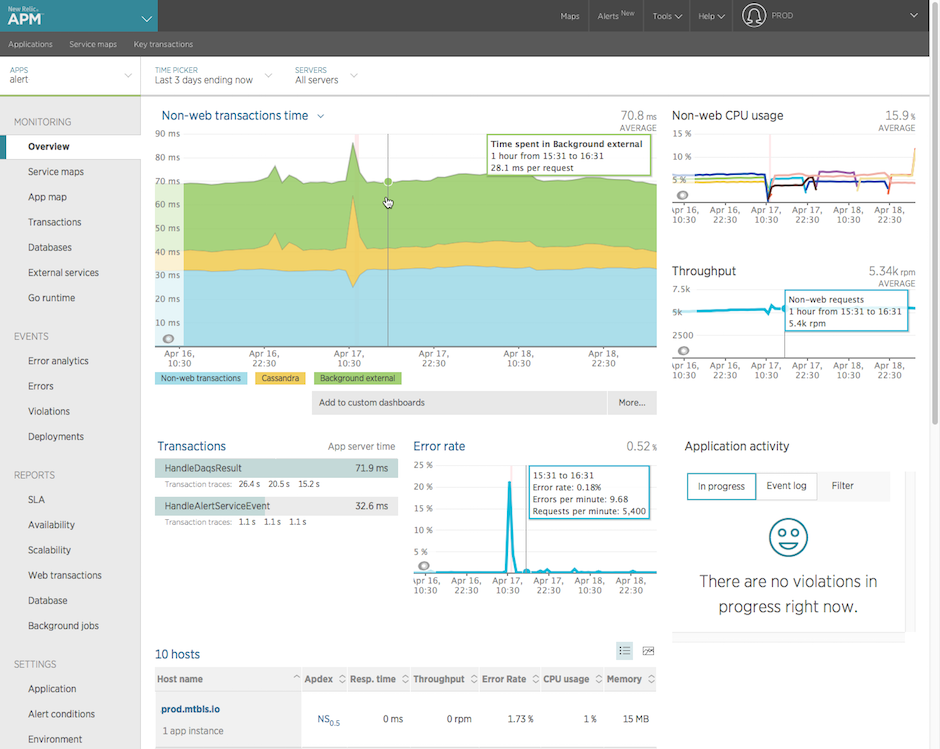 New Relic.
APM™
Maps
Alerts New
Tools
Help
PROD
Applications
Service maps
Key transactions
APPS
alert
TIME PICKER
Last 3 days ending now
SERVERS
All servers
MONITORING
Overview
Service maps
App map
Transactions
Databases
External services
Go runtime
EVENTS
Error analytics
Errors
Violations
Deployments
REPORTS
SLA
Availability
Scalability
Web transactions
Database
Background jobs
SETTINGS
Application
Alert conditions
Environment
Non-web transactions time
70.8 ms
AVERAGE
90 ms
80 ms
70 ms
60 ms
50 ms
40 ms
30 ms
20 ms
10 ms
Time spent in Background external
1 hour from 15:31 to 16:31
28.1 ms per request
Apr 16, Apr 16, Apr 17, Apr 17, Apr 18, Apr 18,
10:30 22:30 10:30 22:30 10:30 22:30
Non-web transactions
Cassandra
Background external
Add to custom dashboards
More...
Non-web CPU usage
15.9 %
AVERAGE
15 %
10 %
5 %
pr 16, Apr 16, Apr 17, Apr 17, Apr 18, Apr 18,
10:30 22:30 10:30 22:30 10:30 22:30
Throughput
5.34k rpm
AVERAGE
7.5k
5k
2500
Non-web requests
1 hour from 15:31 to 16:31
5.4k rpm
pr 16, Apr 16, Apr 17, Apr 17, Apr 18, Apr 18,
10:30 22:30 10:30 22:30 10:30 22:30
Transactions
App server time
HandleDaqsResult 71.9 ms
Transaction traces: 26.4 s 20.5 s 15.2 s
HandleAlertServiceEvent 32.6 ms
Transaction traces: 1.1 s 1.1 s 1.1 s
Error rate
0.52 %
25 %
20 %
15 %
10 %
5 %
15:31 to 16:31
Error rate: 0.18%
Errors per minute: 9.68
Requests per minute: 5,400
pr 16, Apr 16, Apr 17, Apr 17, Apr 18, Apr 18,
10:30 22:30 10:30 22:30 10:30 22:30
Application activity
In progress
Event log
Filter
There are no violations in
progress right now.
10 hosts
Host name Apdex Resp. time Throughput Error Rate CPU usage Memory
prod.mtbls.io
1 app instance
NS0.5 0 ms 0 rpm 1.73 % 1 % 15 MB